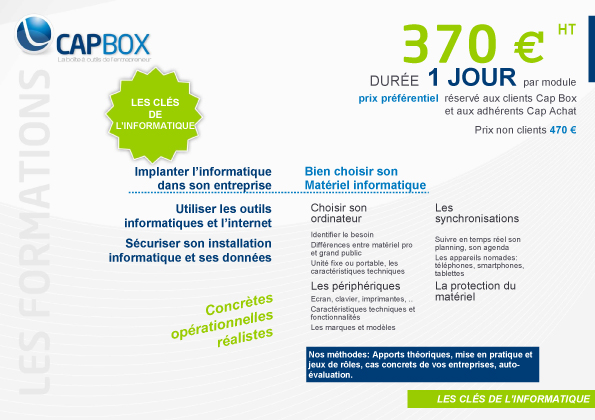 CAPBOX
La boîte à outils de l'entrepreneur
LES FORMATIONS
370 € HT
DURÉE 1 JOUR par module
prix préférentiel réservé aux clients Cap Box
et aux adhérents Cap Achat
Prix non clients 470 €
LES CLÉS
DE
L'INFORMATIQUE
Implanter l'informatique
dans son entreprise
Utiliser les outils
informatiques et l'internet
Sécuriser son installation
informatique et ses données
Concrètes
opérationnelles
réalistes
Bien choisir son
Matériel informatique
Choisir son
ordinateur
Identifier le besoin
Différences entre matériel pro
et grand public
Unité fixe ou portable, les
caractéristiques techniques
Les périphériques
Ecran, clavier, imprimantes, ..
Caractéristiques techniques et
fonctionnalités
Les marques et modèles
Les
synchronisations
Suivre en temps réel son
planning, son agenda
Les appareils nomades:
téléphones, smartphones,
tablettes
La protection du
matériel
Nos méthodes: Apports théoriques, mise en pratique et
jeux de rôles, cas concrets de vos entreprises, auto-
évaluation.
LES CLÉS DE L'INFORMATIQUE